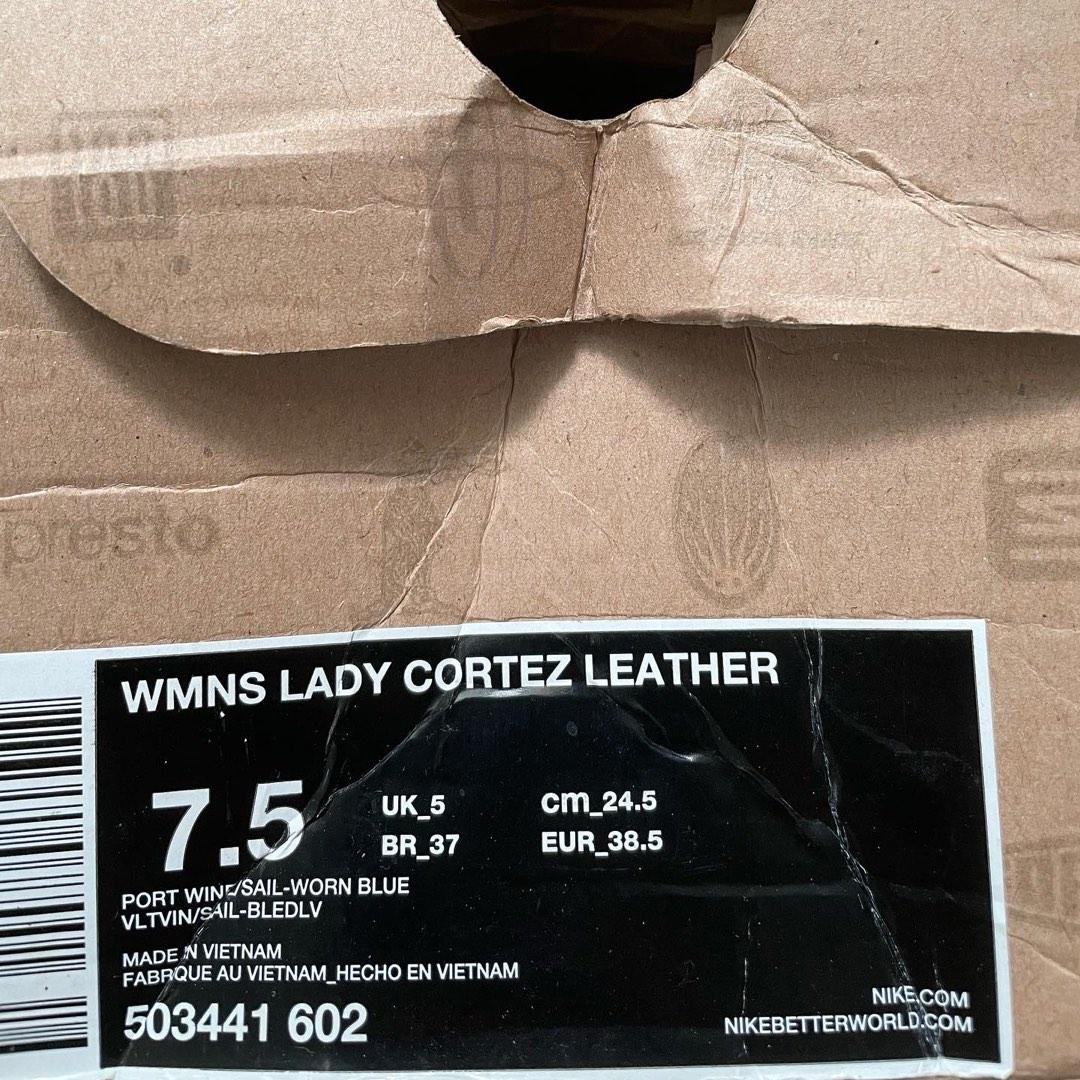 presto
WMNS LADY CORTEZ LEATHER
7.5
UK_5 cm_24.5
BR_37 EUR_38.5
PORT WINE/SAIL-WORN BLUE
VLTVIN/SAIL-BLEDLV
MADE IN VIETNAM
FABRQUE AU VIETNAM_HECHO EN VIETNAM
503441 602
NIKE.COM
NIKEBETTERWORLD.COM